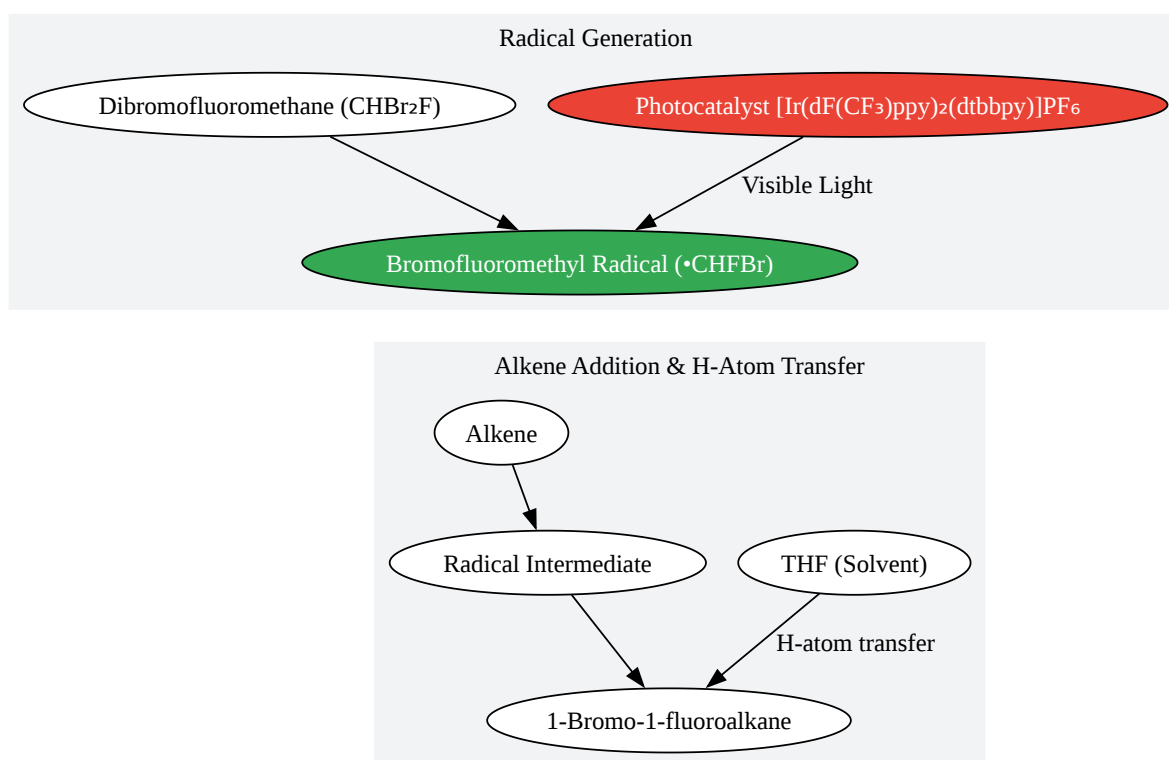 Radical Generation
Dibromofluoromethane (CHBr₂F)
Photocatalyst [Ir(dF(CF₃)ppy)₂(dtbbpy)]PF₆
Visible Light
Bromofluoromethyl Radical (•CHFBr)
Alkene Addition & H-Atom Transfer
Alkene
Radical Intermediate
THF (Solvent)
H-atom transfer
1-Bromo-1-fluoroalkane